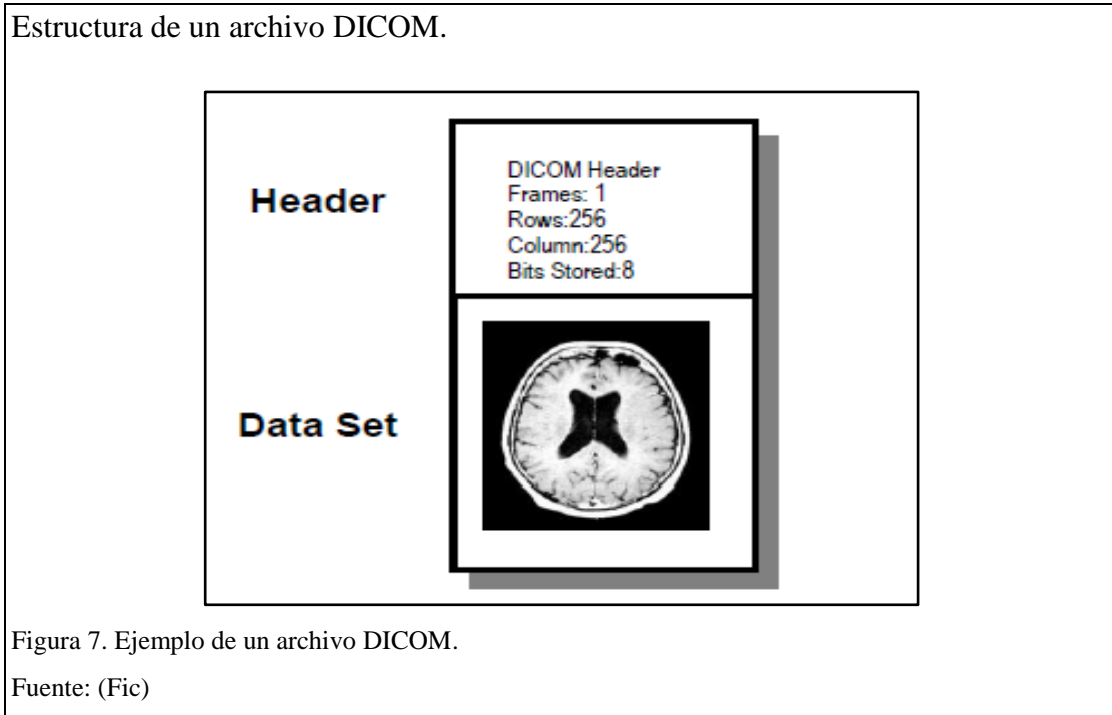 Estructura de un archivo DICOM.
Header
DICOM Header
Frames: 1
Rows:256
Column:256
Bits Stored:8
Data Set
Figura 7. Ejemplo de un archivo DICOM.
Fuente: (Fic)